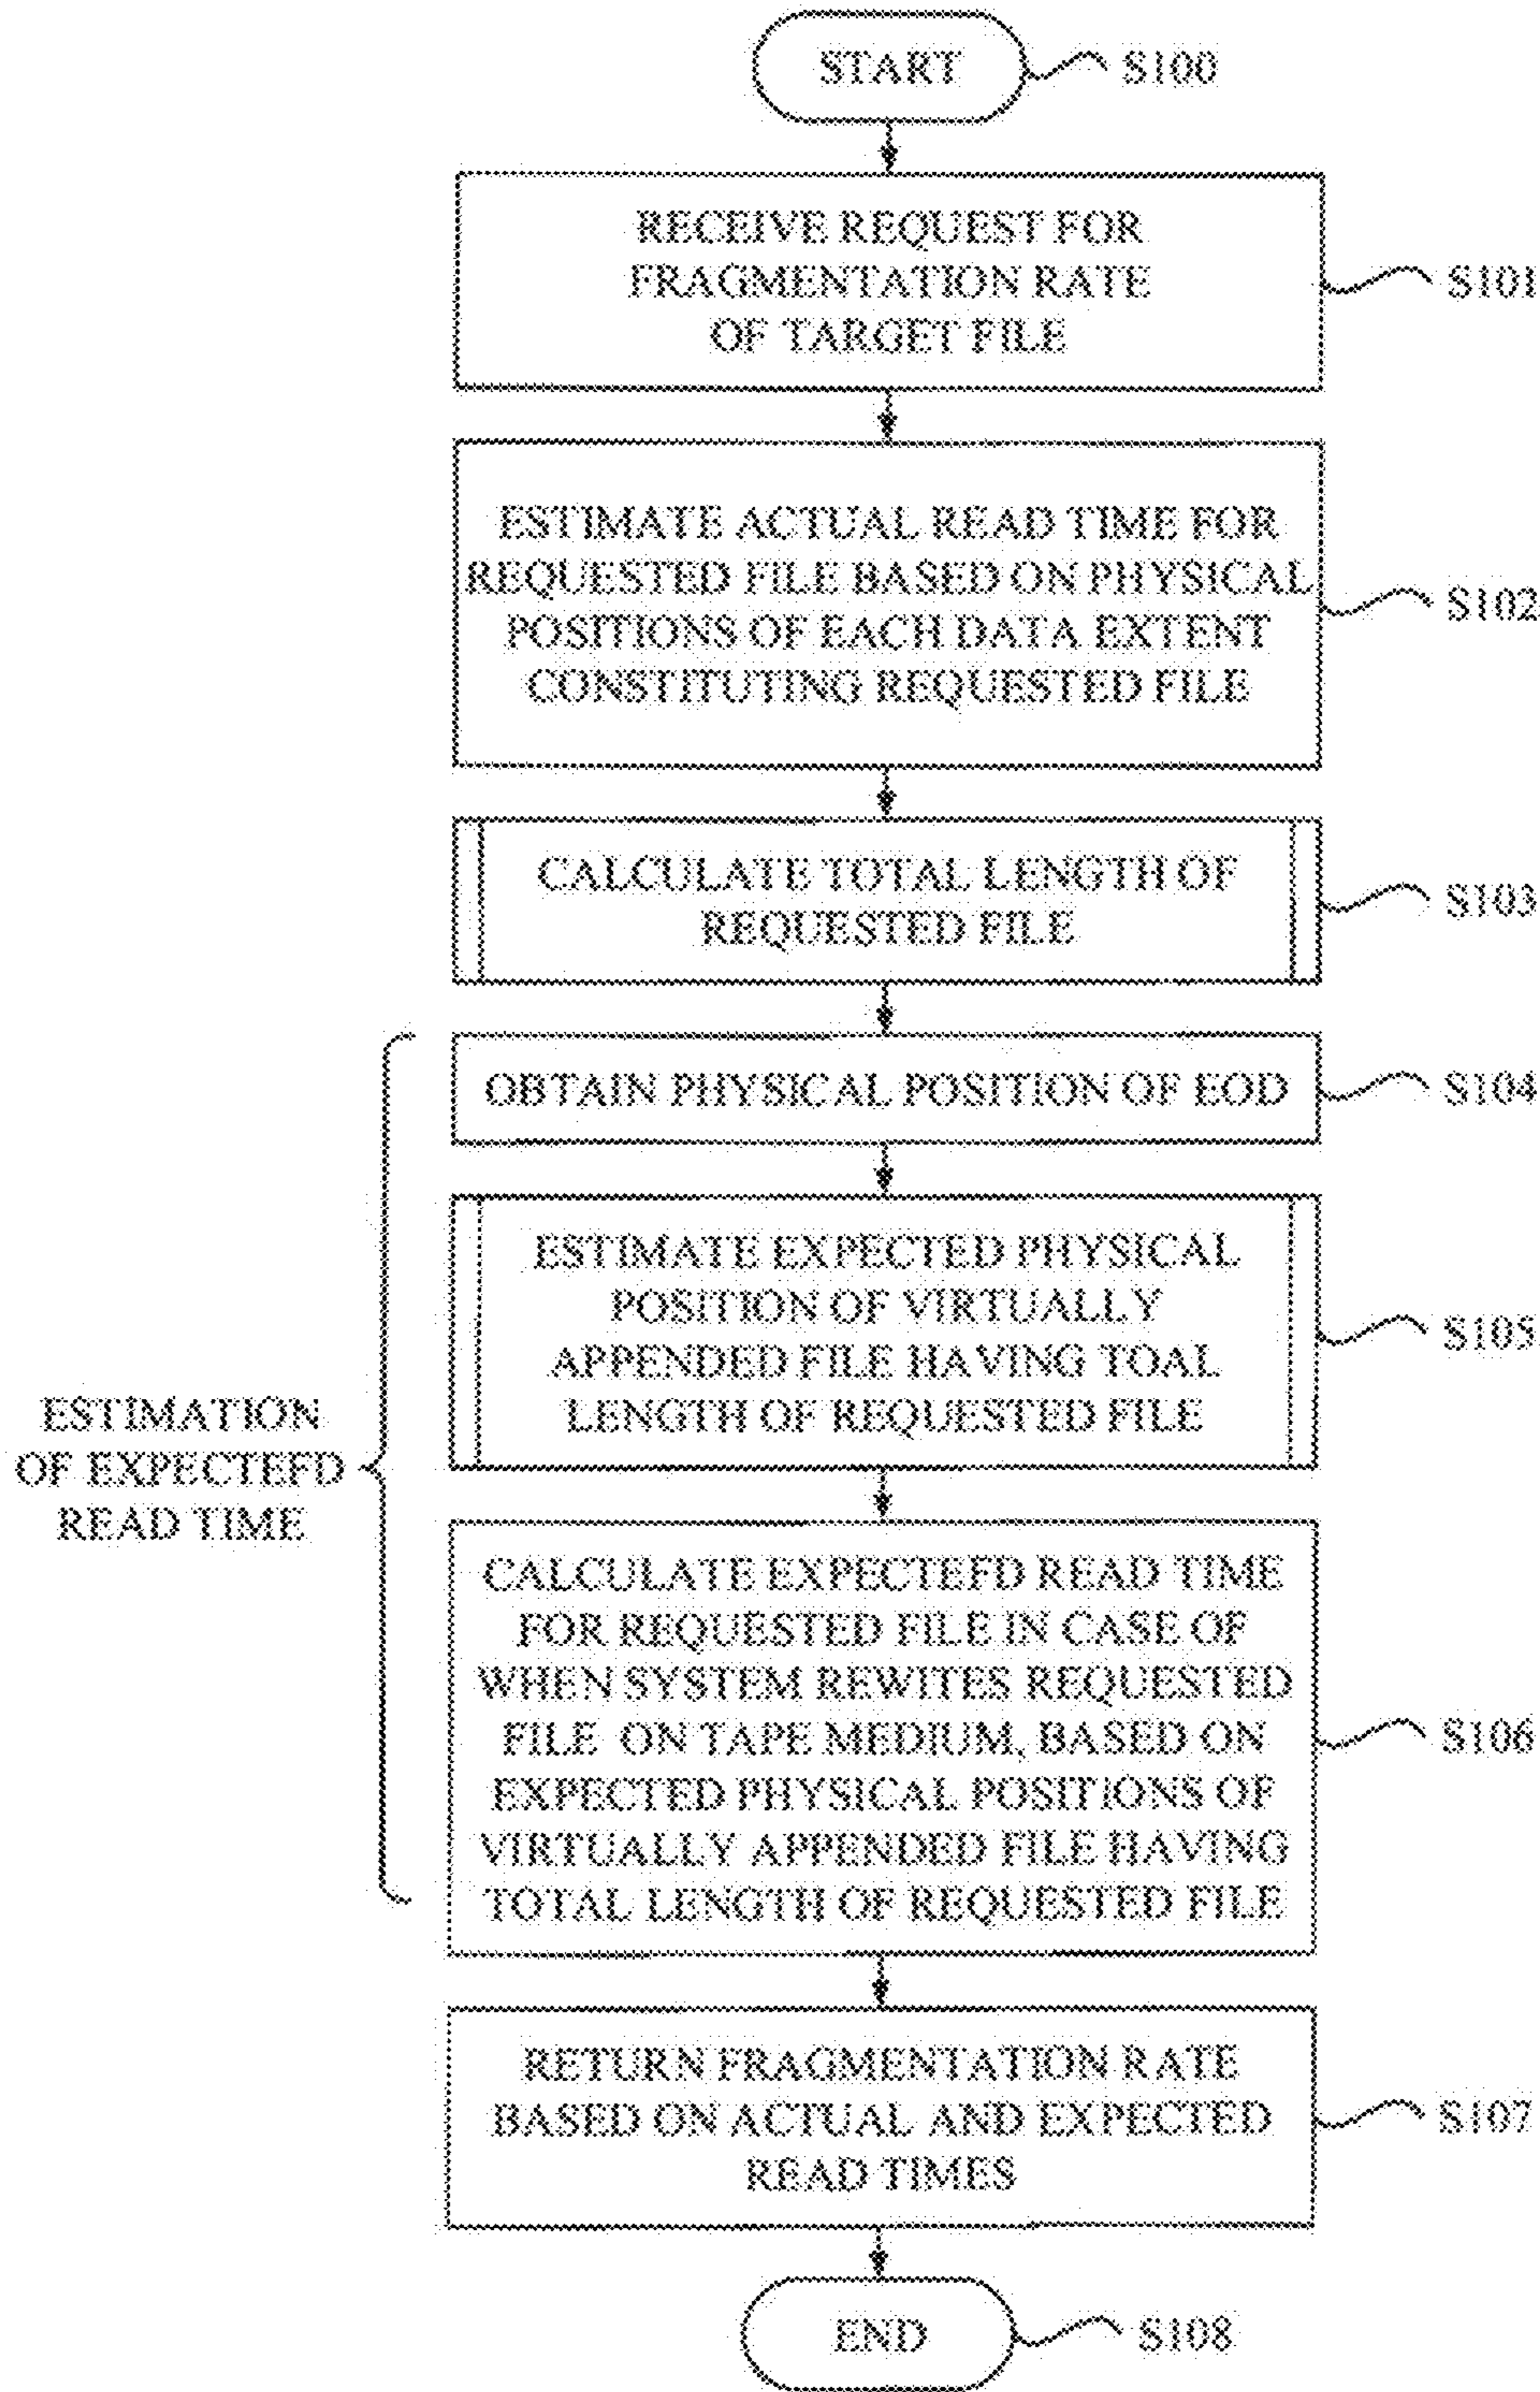 START
S100
RECEIVE REQUEST FOR
FRAGMENTATION RATE
OF TARGET FILE
S101
ESTIMATE ACTUAL READ TIME FOR
REQUESTED FILE BASED ON PHYSICAL
POSITIONS OF EACH DATA EXTENT
CONSTITUTING REQUESTED FILE
S102
CALCULATE TOTAL LENGTH OF
REQUESTED FILE
S103
OBTAIN PHYSICAL POSITION OF EOD
S104
ESTIMATE EXPECTED PHYSICAL
POSITION OF VIRTUALLY
APPENDED FILE HAVING TOAL
LENGTH OF REQUESTED FILE
S105
ESTIMATION
OF EXPECTEFD
READ TIME
CALCULATE EXPECTEFD READ TIME
FOR REQUESTED FILE IN CASE OF
WHEN SYSTEM REWITES REQUESTED
FILE ON TAPE MEDIUM, BASED ON
EXPECTED PHYSICAL POSITIONS OF
VIRTUALLY APPENDED FILE HAVING
TOTAL LENGTH OF REQUESTED FILE
S106
RETURN FRAGMENTATION RATE
BASED ON ACTUAL AND EXPECTED
READ TIMES
S107
END
S108